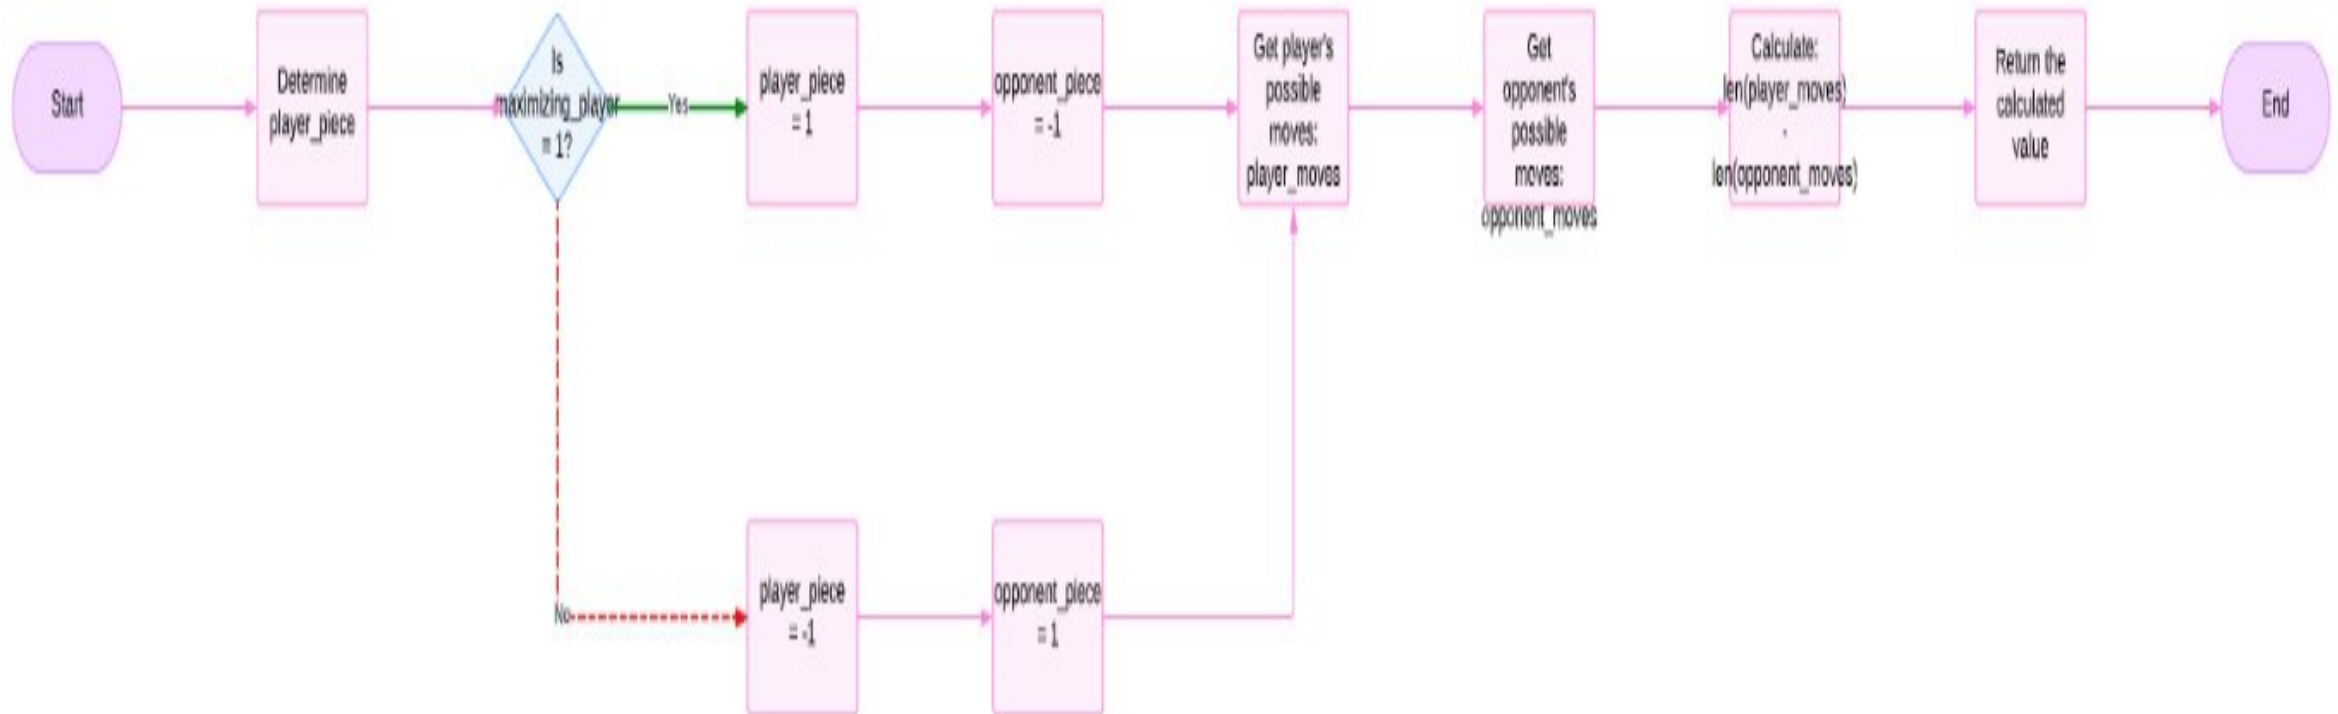 Start
Determine
player_piece
Is
maximizing_player
= 1?
Yes
player_piece
= 1
opponent_piece
= -1
Get player's
possible
moves:
player_moves
Get
opponent's
possible
moves:
opponent_moves
Calculate:
len(player_moves)
-
len(opponent_moves)
Return the
calculated
value
End
No
player_piece
= -1
opponent_piece
= 1